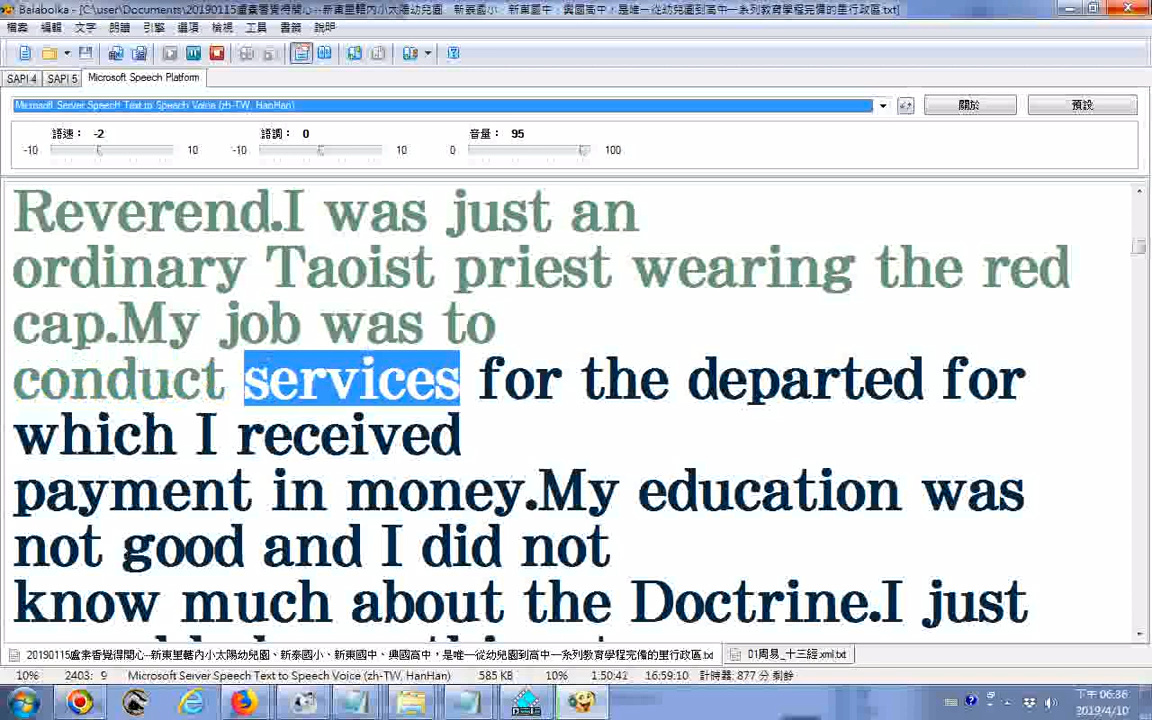 Balabolka - [C:\user\Documents\20190115盧素香覺得開心--新東里轄內小太陽幼兒園、新泰國小、新東國中、興國高中，是唯一從幼兒園到高中一系列教育學程完備的里行政區.txt]
檔案 編輯 文字 朗讀 引擎 選項 檢視 工具 書籤 說明
SAPI 4 SAPI 5 Microsoft Speech Platform
Microsoft Server Speech Text to Speech Voice (zh-TW, HanHan)
關於 預設
語速： -2 語調： 0 音量： 95
-10 10 -10 10 0 100
Reverend.I was just an
ordinary Taoist priest wearing the red
cap.My job was to
conduct services for the departed for
which I received
payment in money.My education was
not good and I did not
know much about the Doctrine.I just
20190115盧素香覺得開心--新東里轄內小太陽幼兒園、新泰國小、新東國中、興國高中，是唯一從幼兒園到高中一系列教育學程完備的里行政區.txt 01周易_十三經.xml.txt
10% 2403: 9 Microsoft Server Speech Text to Speech Voice (zh-TW, HanHan) 585 KB 10% 1:50:41 16:59:10 計時器: 877 分 剩餘
下午 06:36
2019/4/10